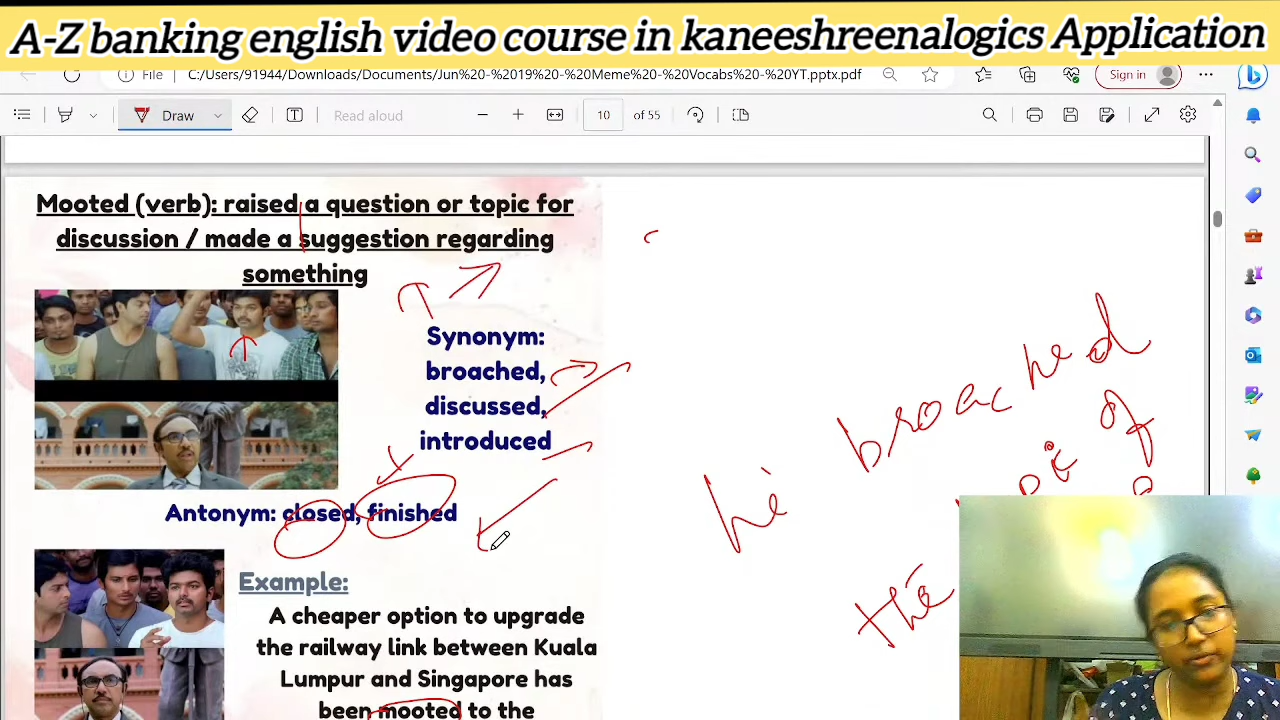 A-Z banking english video course in kaneeshreenalogics Application
File
C:/Users/91944/Downloads/Documents/Jun%20-%2019%20-%20Meme%20-%20Vocabs%20-%20YT.pptx.pdf
Sign in
Draw
Read aloud
10 of 55
Mooted (verb): raised a question or topic for
discussion / made a suggestion regarding
something
Synonym:
broached,
discussed,
introduced
Antonym: closed, finished
Example:
A cheaper option to upgrade
the railway link between Kuala
Lumpur and Singapore has
been mooted to the
he broached
the of